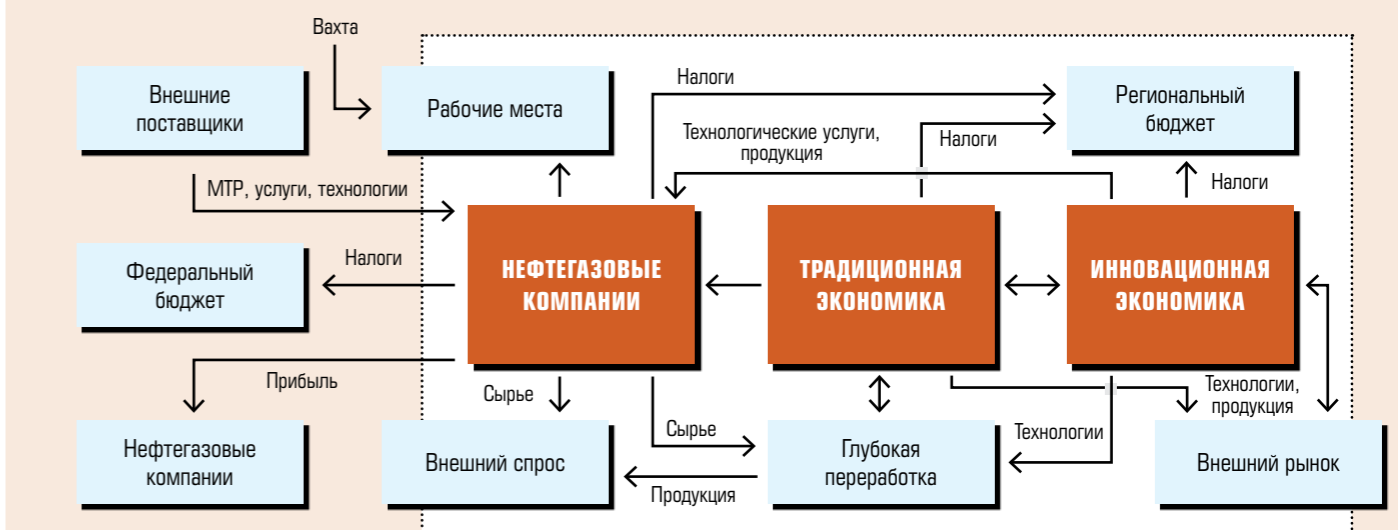 Вахта
Внешние
поставщики
Рабочие места
Налоги
Региональный
бюджет
Технологические услуги,
продукция
Налоги
МТР, услуги, технологии
Налоги
Федеральный
бюджет
Налоги
НЕФТЕГАЗОВЫЕ
КОМПАНИИ
ТРАДИЦИОННАЯ
ЭКОНОМИКА
ИННОВАЦИОННАЯ
ЭКОНОМИКА
Прибыль
Сырье
Технологии,
продукция
Нефтегазовые
компании
Внешний спрос
Сырье
Продукция
Глубокая
переработка
Технологии
Внешний рынок